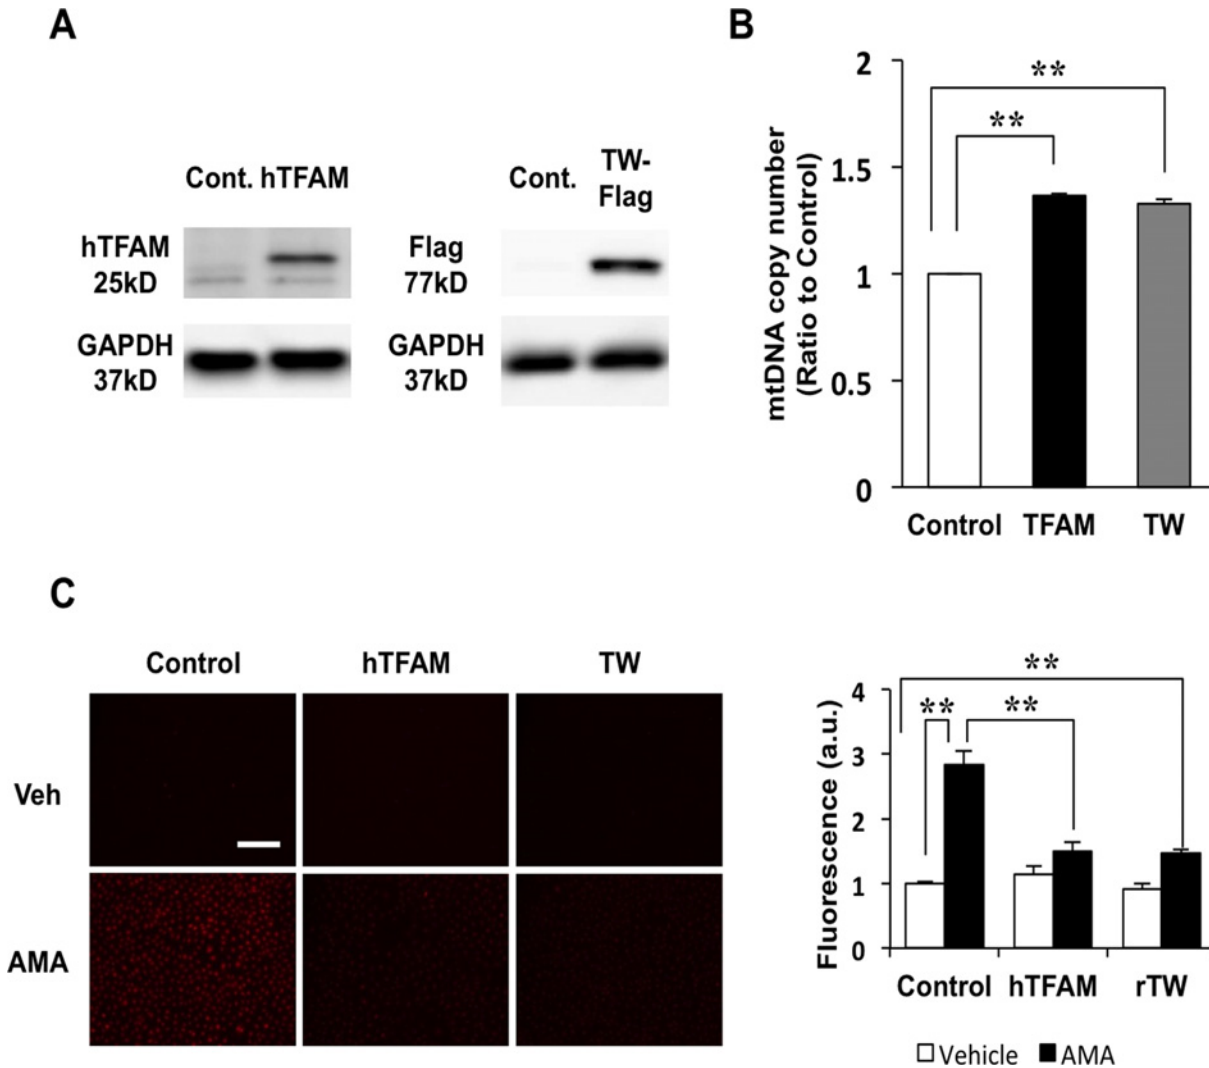 A
Cont. hTFAM
hTFAM
25kD
GAPDH
37kD
Cont.
TW-
Flag
Flag
77kD
GAPDH
37kD
B
mtDNA copy number
(Ratio to Control)
2
1.5
1
0.5
0
**
**
Control TFAM TW
C
Control hTFAM TW
Veh
AMA
Fluorescence (a.u.)
4
3
2
1
0
**
** **
Control hTFAM rTW
Vehicle AMA